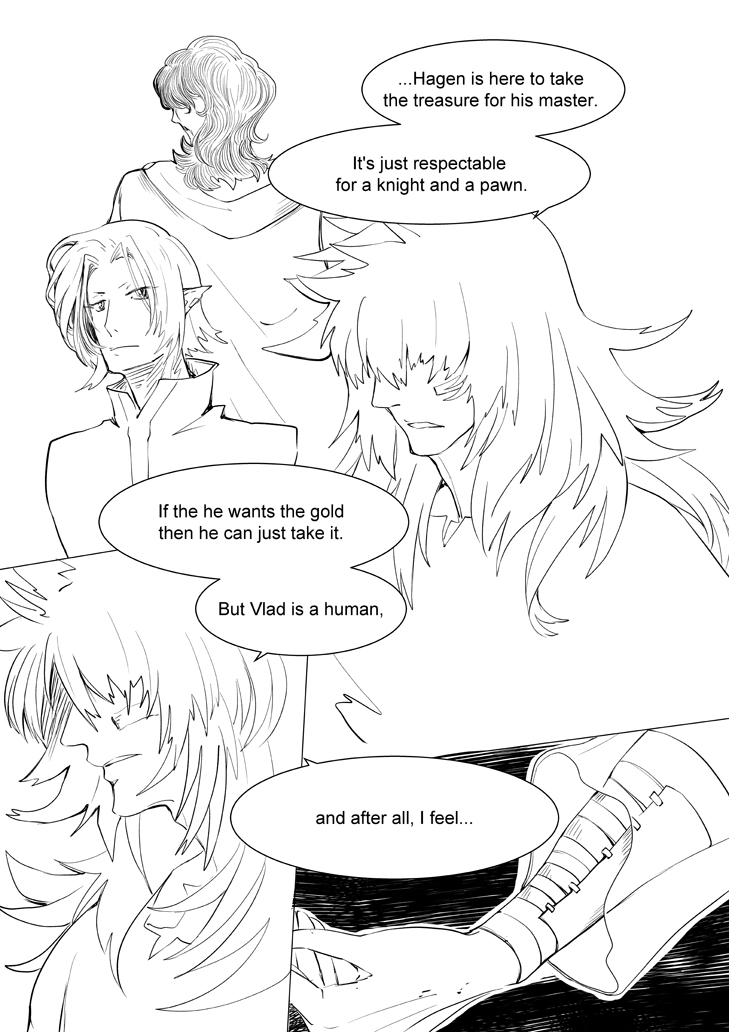 ...Hagen is here to take
the treasure for his master.
It's just respectable
for a knight and a pawn.
If the he wants the gold
then he can just take it.
But Vlad is a human,
and after all, I feel...